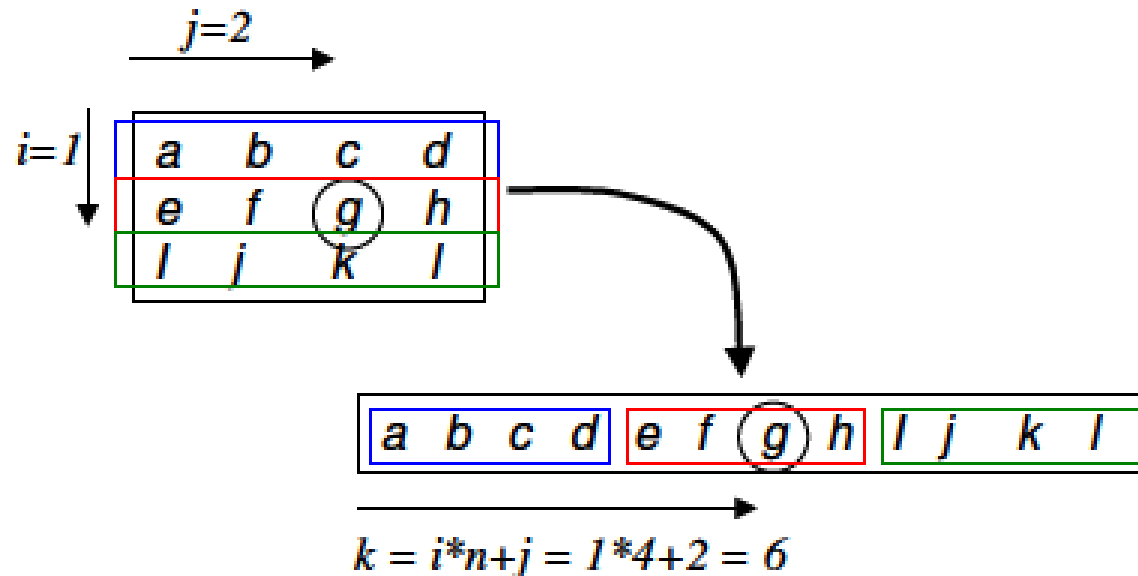 j=2
i=1
a b c d
e f g h
l j k l
a b c d e f g h l j k l
k = i*n+j = 1*4+2 = 6